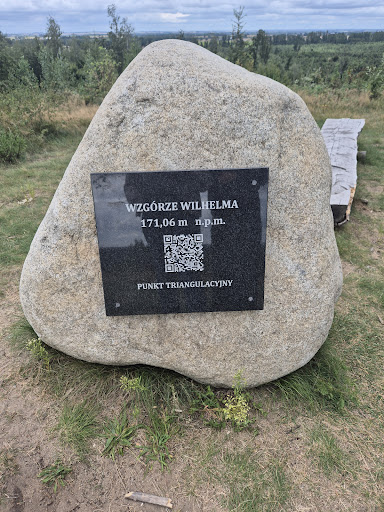 WZGÓRZE WILHELMA
171,06 m n.p.m.
PUNKT TRIANGULACYJNY